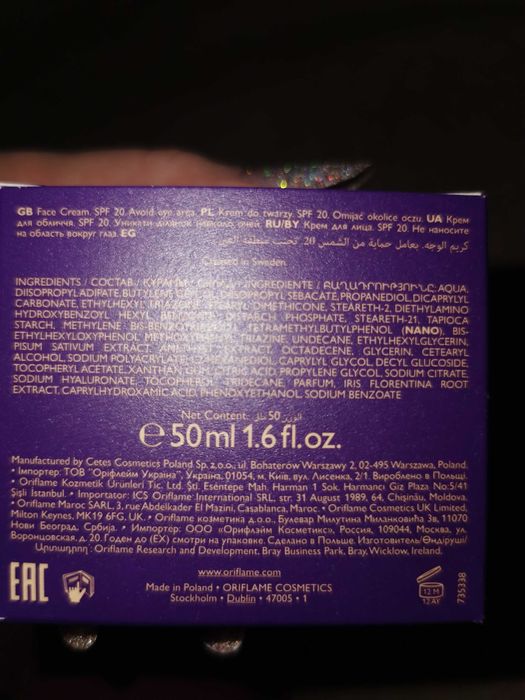 GB Face Cream. SPF 20. Avoid eye area. PL Krem do twarzy. SPF 20. Omijać okolice oczu. UA Крем
для обличчя. SPF 20. Уникати ділянок навколо очей. RU/BY Крем для лица. SPF 20. Не наносите
на область вокруг глаз. EG
كريم الوجه. بعامل حماية من الشمس 20 تجنب منطقة العين
Created in Sweden
INGREDIENTS / СОСТАВ / INGREDIENTE / ԲԱՂԱԴՐՈՒԹՅՈՒՆԸ: AQUA,
DIISOPROPYL ADIPATE, BUTYLENE DIISOPROPYL SEBACATE, PROPANEDIOL, DICAPRYLYL
CARBONATE, ETHYLHEXYL TRIAZONE, DIMETHICONE, STEARETH-2, DIETHYLAMINO
HYDROXYBENZOYL HEXYL BENZOATE, DISTARCH PHOSPHATE, STEARETH-21, TAPIOCA
STARCH, METHYLENE BIS-BENZOTRIAZOLYL TETRAMETHYLBUTYLPHENOL (NANO), BIS-
ETHYLHEXYLOXYPHENOL METHOXYPHENYL TRIAZINE, UNDECANE, ETHYLHEXYLGLYCERIN,
PISUM SATIVUM EXTRACT, OCTADECENE, GLYCERIN, CETEARYL
ALCOHOL, SODIUM POLYACRYLATE, CAPRYLYL GLYCOL, DECYL GLUCOSIDE,
TOCOPHERYL ACETATE, XANTHAN GUM, CITRIC ACID, PROPYLENE GLYCOL, SODIUM CITRATE,
SODIUM HYALURONATE, TOCOPHEROL, TRIDECANE, PARFUM, IRIS FLORENTINA ROOT
EXTRACT, CAPRYLHYDROXAMIC ACID, PHENOXYETHANOL, SODIUM BENZOATE
Net Content: 50 مل الوزن
℮ 50 ml 1.6 fl.oz.
Manufactured by Cetes Cosmetics Poland Sp. z.o.o., ul. Bohaterów Warszawy 2, 02-495 Warszawa, Poland.
• Імпортер: ТОВ "Оріфлейм Україна", Україна, 01054, м. Київ, вул. Лисенка, 2/1. Вироблено в Польщі.
• Oriflame Kozmetik Ürünleri Tic. Ltd. Şti. Esentepe Mah. Harman 1 Sok. Harmancı Giz Plaza No:5/41
Şişli İstanbul. • Importator: ICS Oriflame International SRL, str. 31 August 1989, 64, Chişinău, Moldova.
• Oriflame Maroc SARL, 3, rue Abdelkader El Mazini, Casablanca, Maroc. • Oriflame Cosmetics UK Limited,
Milton Keynes, MK19 6FG, UK. • Oriflame козметика д.о.о., Булевар Милутина Миланковића 3в, 11070
Нови Београд, Србија. • Импортер: ООО «Орифлэйм Косметикс», Россия, 109044, Москва, ул.
Воронцовская, д. 20. Годен до (EX) смотри на упаковке. Сделано в Польше. Изготовитель/Թողարկող/
Արտադրող: Oriflame Research and Development, Bray Business Park, Bray, Wicklow, Ireland.
www.oriflame.com
EAC
Made in Poland • ORIFLAME COSMETICS
Stockholm • Dublin • 47005 • 1
12 M
12 AY
735338